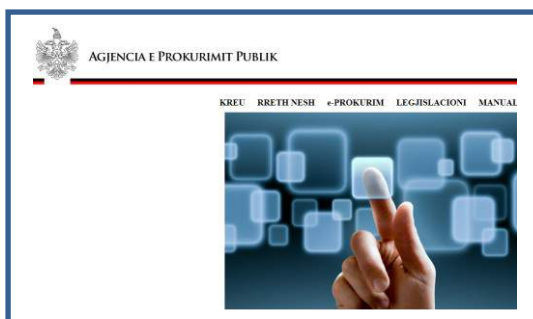 AGJENCIA E PROKURIMIT PUBLIK
KREU RRETH NESH e-PROKURIM LEGJISLACIONI MANUAL